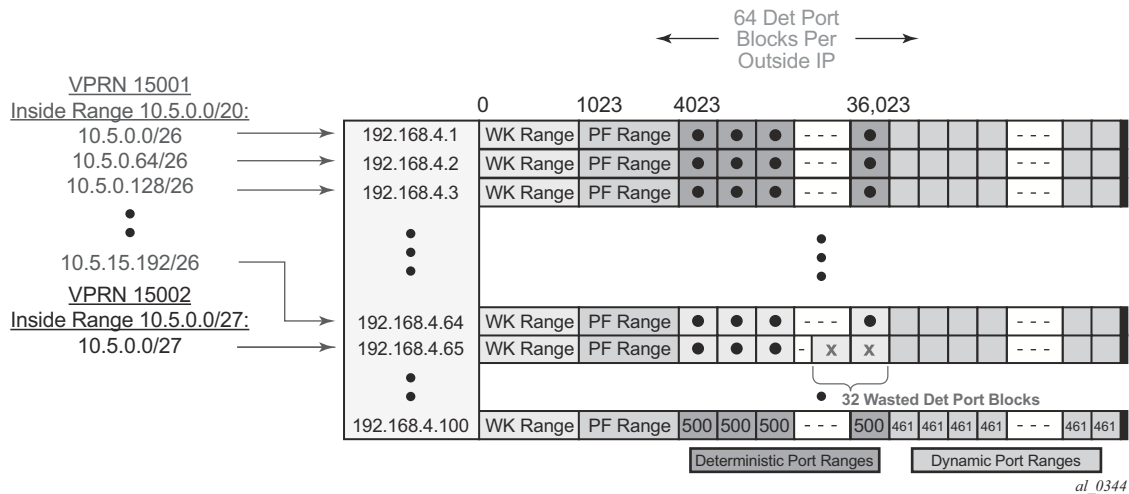 64 Det Port
Blocks Per
Outside IP
VPRN 15001
Inside Range 10.5.0.0/20:
0 1023 4023 36,023
10.5.0.0/26 192.168.4.1 WK Range PF Range - - - - - -
10.5.0.64/26 192.168.4.2 WK Range PF Range - - - - - -
10.5.0.128/26 192.168.4.3 WK Range PF Range - - - - - -
10.5.15.192/26
VPRN 15002
Inside Range 10.5.0.0/27:
192.168.4.64 WK Range PF Range - - - - - -
10.5.0.0/27 192.168.4.65 WK Range PF Range - x x - - -
32 Wasted Det Port Blocks
192.168.4.100 WK Range PF Range 500 500 500 - - - 500 461 461 461 461 - - - 461 461
Deterministic Port Ranges Dynamic Port Ranges
al_0344